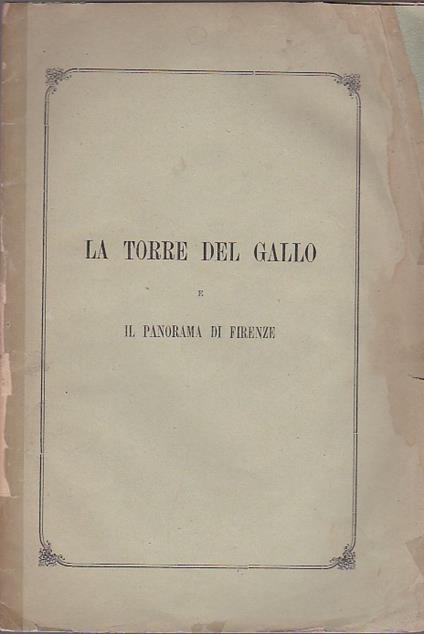 LA TORRE DEL GALLO
E
IL PANORAMA DI FIRENZE